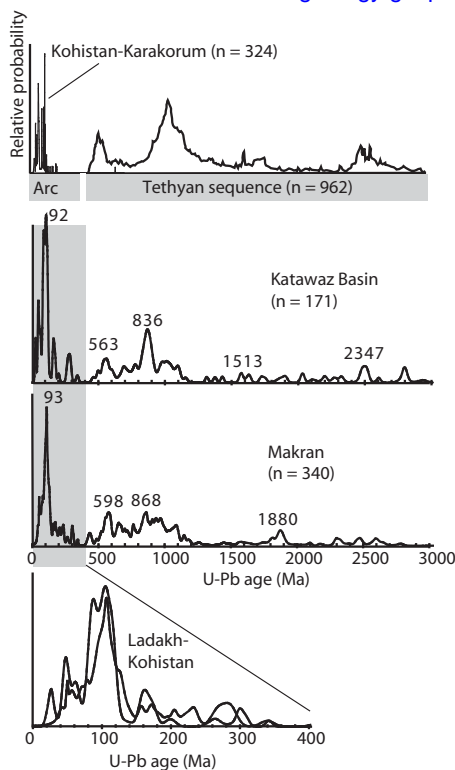 Relative probability
Kohistan-Karakorum (n = 324)
Arc
Tethyan sequence (n = 962)
92
Katawaz Basin
(n = 171)
836
563
1513
2347
93
Makran
(n = 340)
598
868
1880
0
500
1000
1500
2000
2500
3000
U-Pb age (Ma)
Ladakh-
Kohistan
0
100
200
300
400
U-Pb age (Ma)